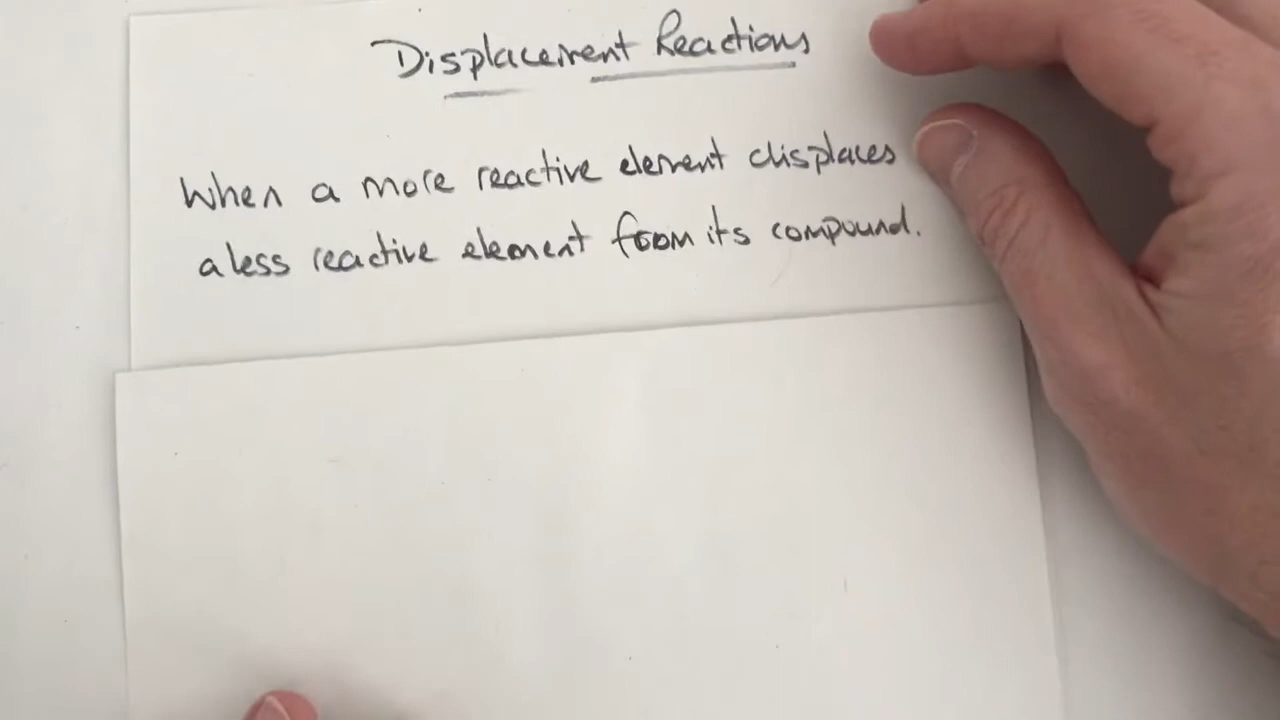 Displacement Reactions
When a more reactive element displaces
a less reactive element from its compound.